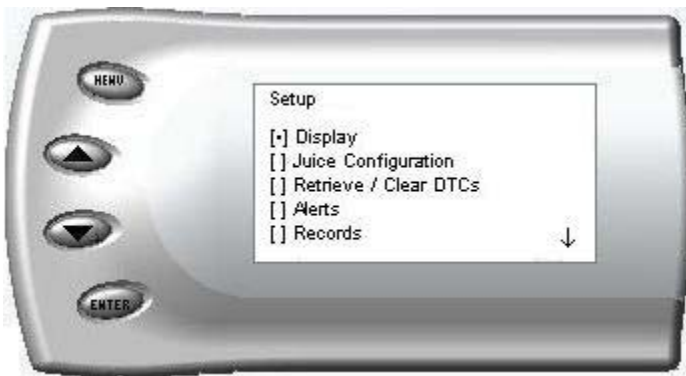 MENU
Setup
[•] Display
[ ] Juice Configuration
[ ] Retrieve / Clear DTCs
[ ] Alerts
[ ] Records ↓
ENTER